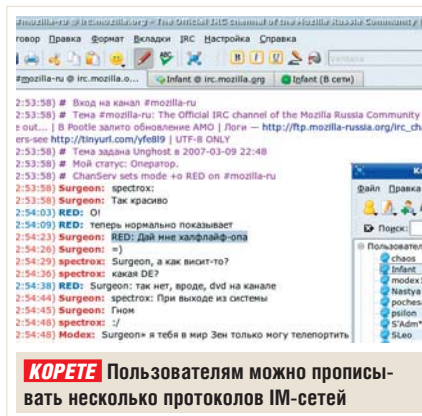 #mozilla-ru @ irc.mozilla.org - The Official IRC channel of the Mozilla Russia Community
говор Правка Формат Вкладки IRC Настройка Справка
#mozilla-ru @ irc.mozilla.o... Infant @ irc.mozilla.org Infant (В сети)
2:53:58) # Вход на канал #mozilla-ru
2:53:58) # Тема #mozilla-ru: The Official IRC channel of the Mozilla Russia Community
e out... | В Pootle залито обновление АМО | Логи — http://ftp.mozilla-russia.org/irc_cha
ers-see http://tinyurl.com/yfe8l9 | UTF-8 ONLY
2:53:58) # Тема задана Unghost в 2007-03-09 22:48
2:53:58) # Мой статус: Оператор.
2:53:58) # ChanServ sets mode +o RED on #mozilla-ru
2:53:58) Surgeon: spectrox:
2:53:58) Surgeon: Так красиво
2:54:03) RED: О!
2:54:09) RED: теперь нормально показывает
2:54:23) Surgeon: RED: Дай мне халфлайф-опа
2:54:26) Surgeon: =)
2:54:29) spectrox: Surgeon, а как висит-то?
2:54:36) spectrox: какая DE?
2:54:38) RED: Surgeon: так нет, вроде, dvd на канале
2:54:44) Surgeon: spectrox: При выходе из системы
2:54:45) Surgeon: Гном
2:54:48) spectrox: :/
2:54:48) Modex: Surgeon» я тебя в мир Зен только могу телепортить
Файл Правка
Поиск:
Пользовател
chaos
Infant
modex:
Nastya
poches
psilon
S'Adm*
SLeo
KOPETE Пользователям можно прописы-
вать несколько протоколов IM-сетей